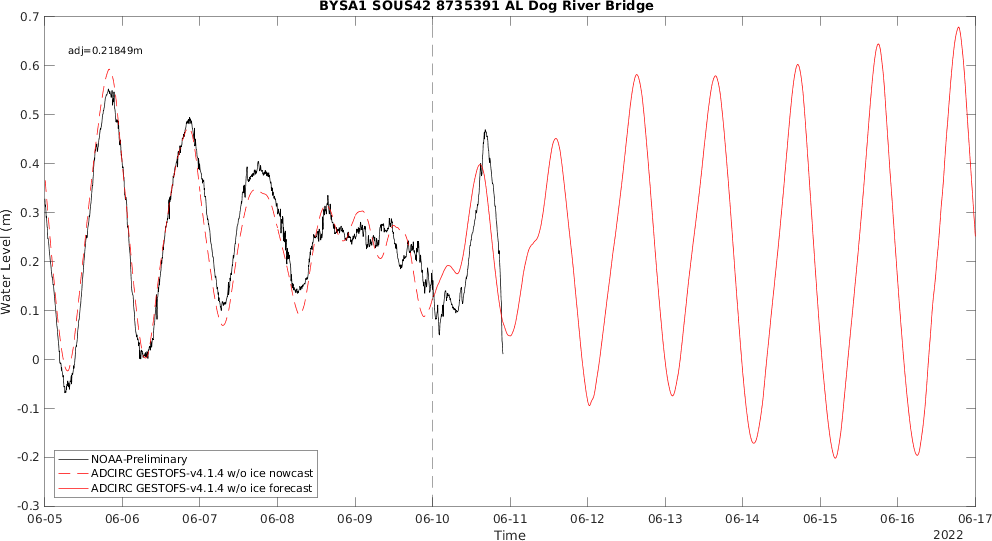 BYSA1 SOUS42 8735391 AL Dog River Bridge
adj=0.21849m
Water Level (m)
0.7
0.6
0.5
0.4
0.3
0.2
0.1
0
-0.1
-0.2
-0.3
NOAA-Preliminary
ADCIRC GESTOFS-v4.1.4 w/o ice nowcast
ADCIRC GESTOFS-v4.1.4 w/o ice forecast
06-05 06-06 06-07 06-08 06-09 06-10 06-11 06-12 06-13 06-14 06-15 06-16 06-17
Time
2022